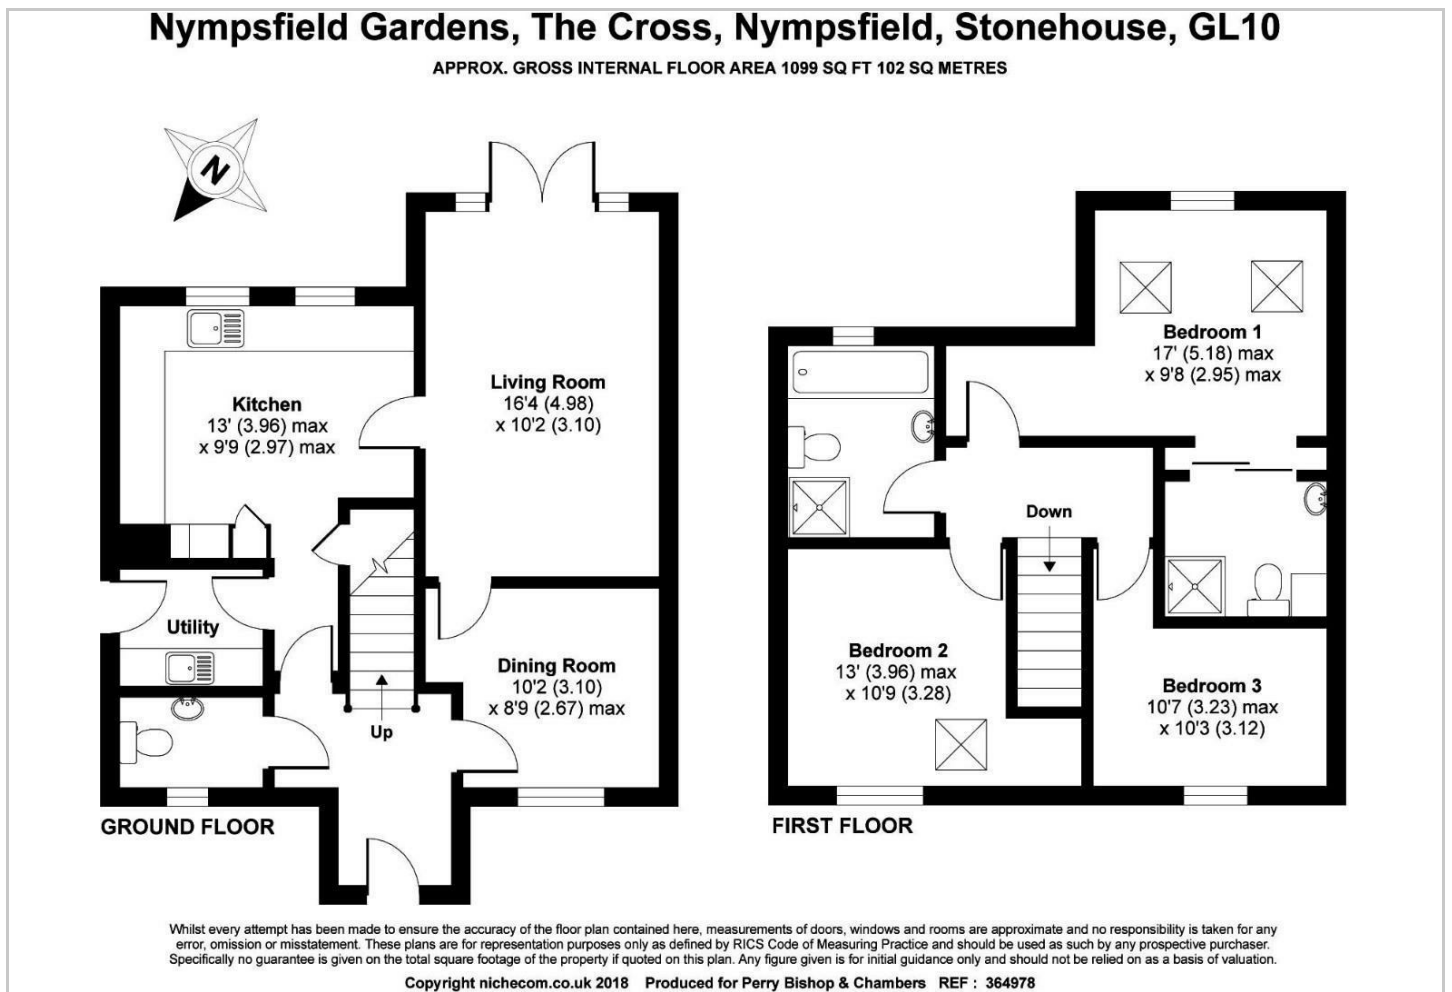 Nympsfield Gardens, The Cross, Nympsfield, Stonehouse, GL10
APPROX. GROSS INTERNAL FLOOR AREA 1099 SQ FT 102 SQ METRES
N
Living Room
16'4 (4.98)
x 10'2 (3.10)
Kitchen
13' (3.96) max
x 9'9 (2.97) max
Utility
Dining Room
10'2 (3.10)
x 8'9 (2.67) max
Up
GROUND FLOOR
Bedroom 1
17' (5.18) max
x 9'8 (2.95) max
Down
Bedroom 2
13' (3.96) max
x 10'9 (3.28)
Bedroom 3
10'7 (3.23) max
x 10'3 (3.12)
FIRST FLOOR
Whilst every attempt has been made to ensure the accuracy of the floor plan contained here, measurements of doors, windows and rooms are approximate and no responsibility is taken for any
error, omission or misstatement. These plans are for representation purposes only as defined by RICS Code of Measuring Practice and should be used as such by any prospective purchaser.
Specifically no guarantee is given on the total square footage of the property if quoted on this plan. Any figure given is for initial guidance only and should not be relied on as a basis of valuation.
Copyright nichecom.co.uk 2018 Produced for Perry Bishop & Chambers REF : 364978